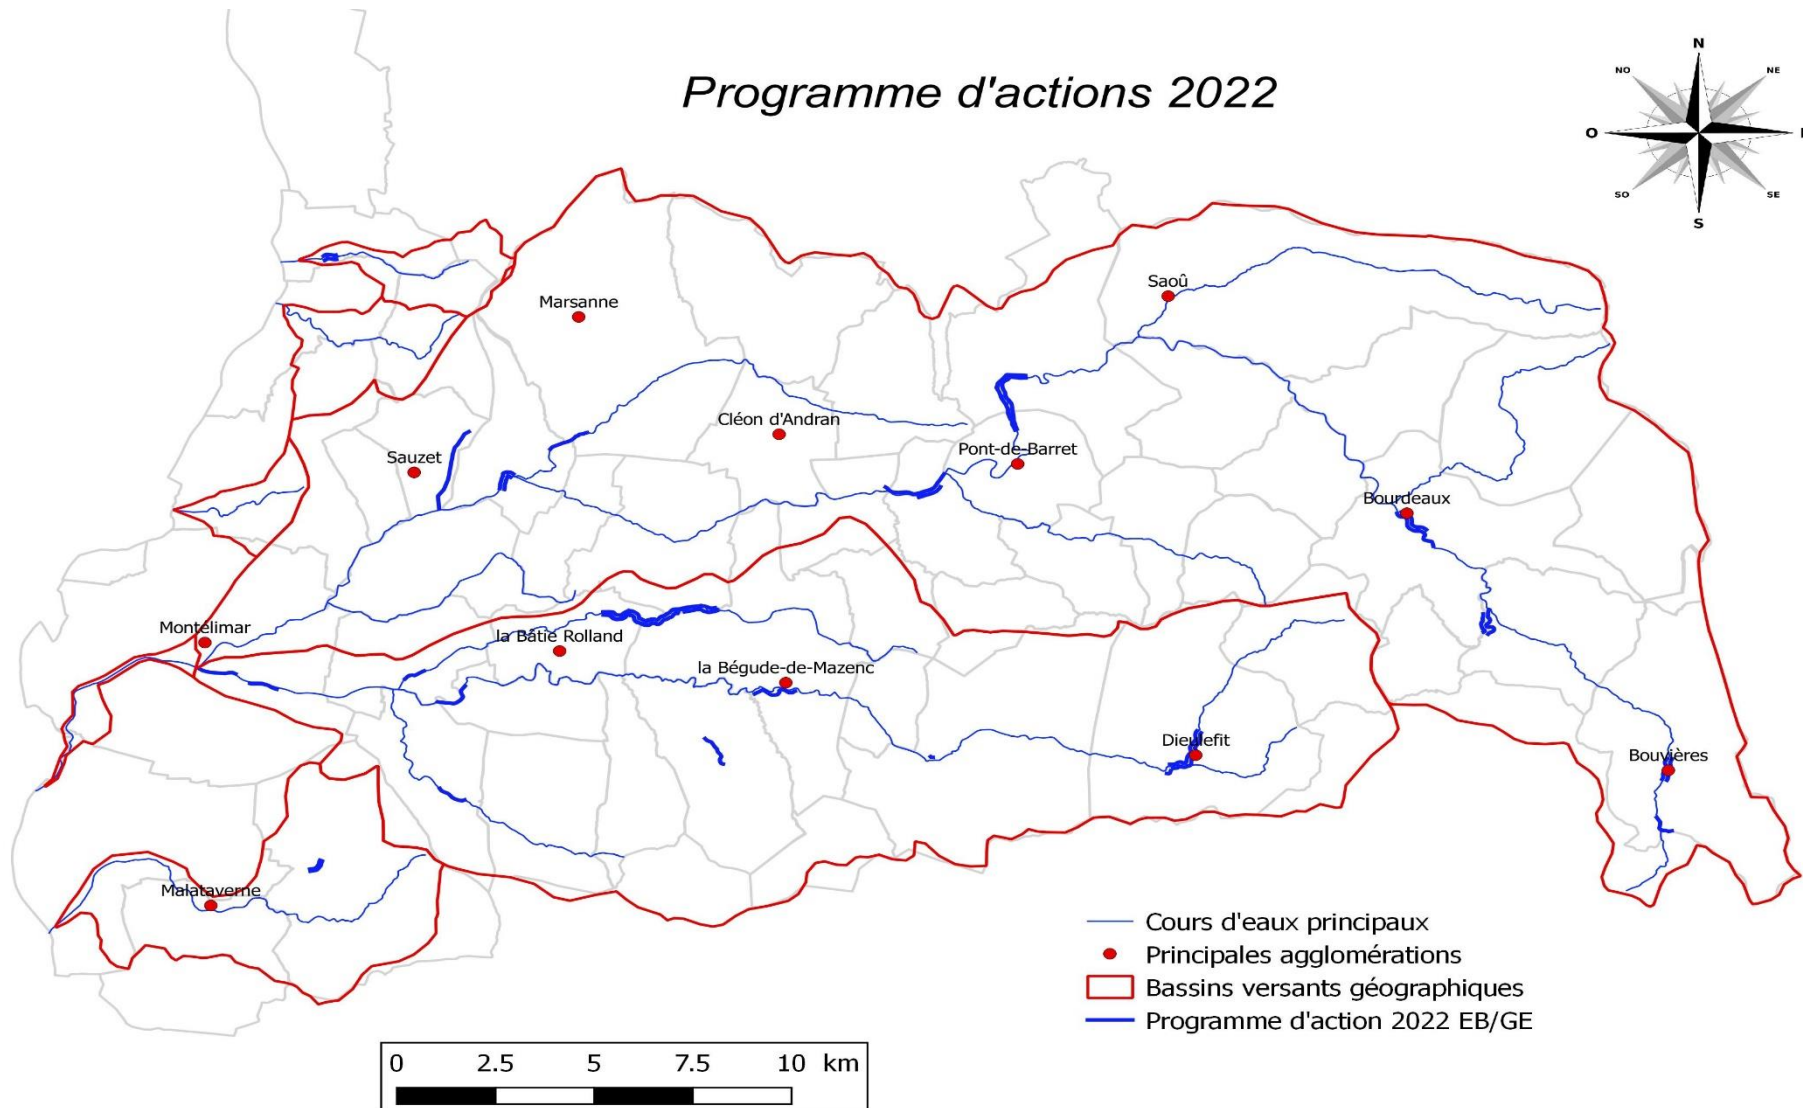 Programme d'actions 2022
N
NO
NE
O
SO
SE
S
Saoû
Marsanne
Cléon d'Andran
Sauzet
Pont-de-Barret
Bourdeaux
Montélimar
la Bâtie Rolland
la Bégude-de-Mazenc
Dieulefit
Bouvières
Malataverne
Cours d'eaux principaux
Principales agglomérations
Bassins versants géographiques
Programme d'action 2022 EB/GE
0 2.5 5 7.5 10 km